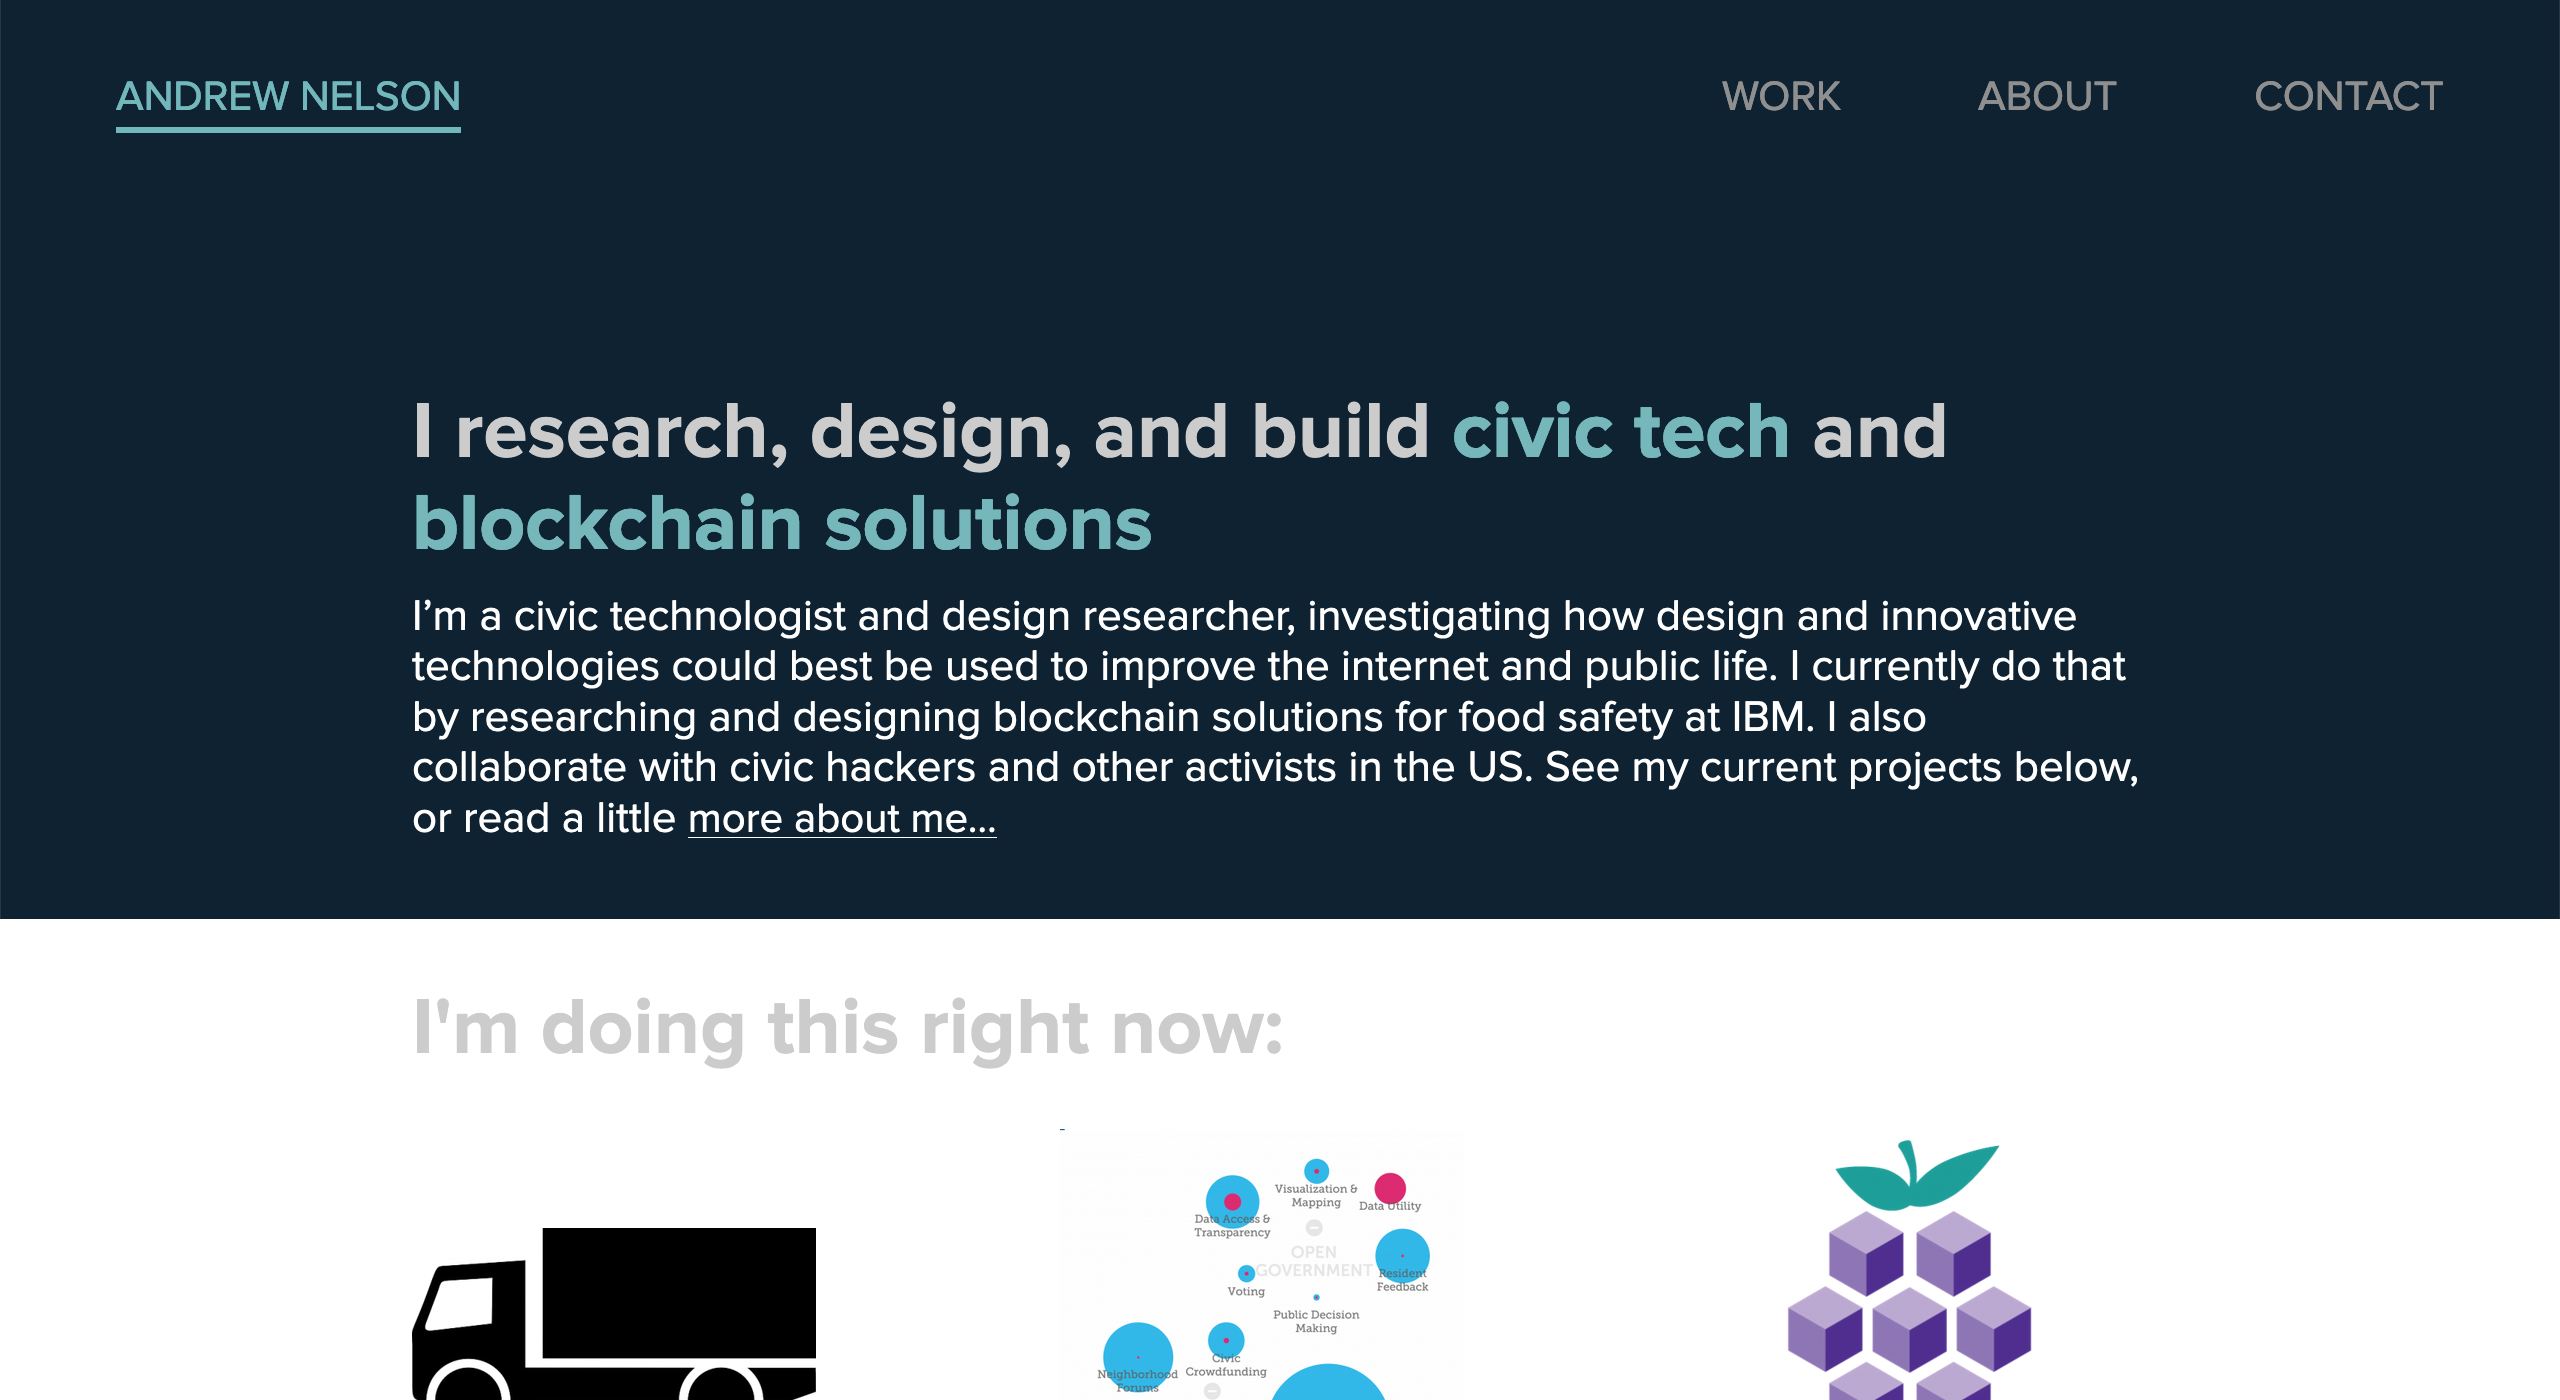 ANDREW NELSON
WORK
ABOUT
CONTACT
I research, design, and build civic tech and
blockchain solutions
I’m a civic technologist and design researcher, investigating how design and innovative
technologies could best be used to improve the internet and public life. I currently do that
by researching and designing blockchain solutions for food safety at IBM. I also
collaborate with civic hackers and other activists in the US. See my current projects below,
or read a little more about me...
I'm doing this right now:
Visualization &
Mapping
Data Utility
Data Access &
Transparency
OPEN
GOVERNMENT
Resident
Feedback
Voting
Public Decision
Making
Civic
Crowdfunding
Neighborhood
Forums